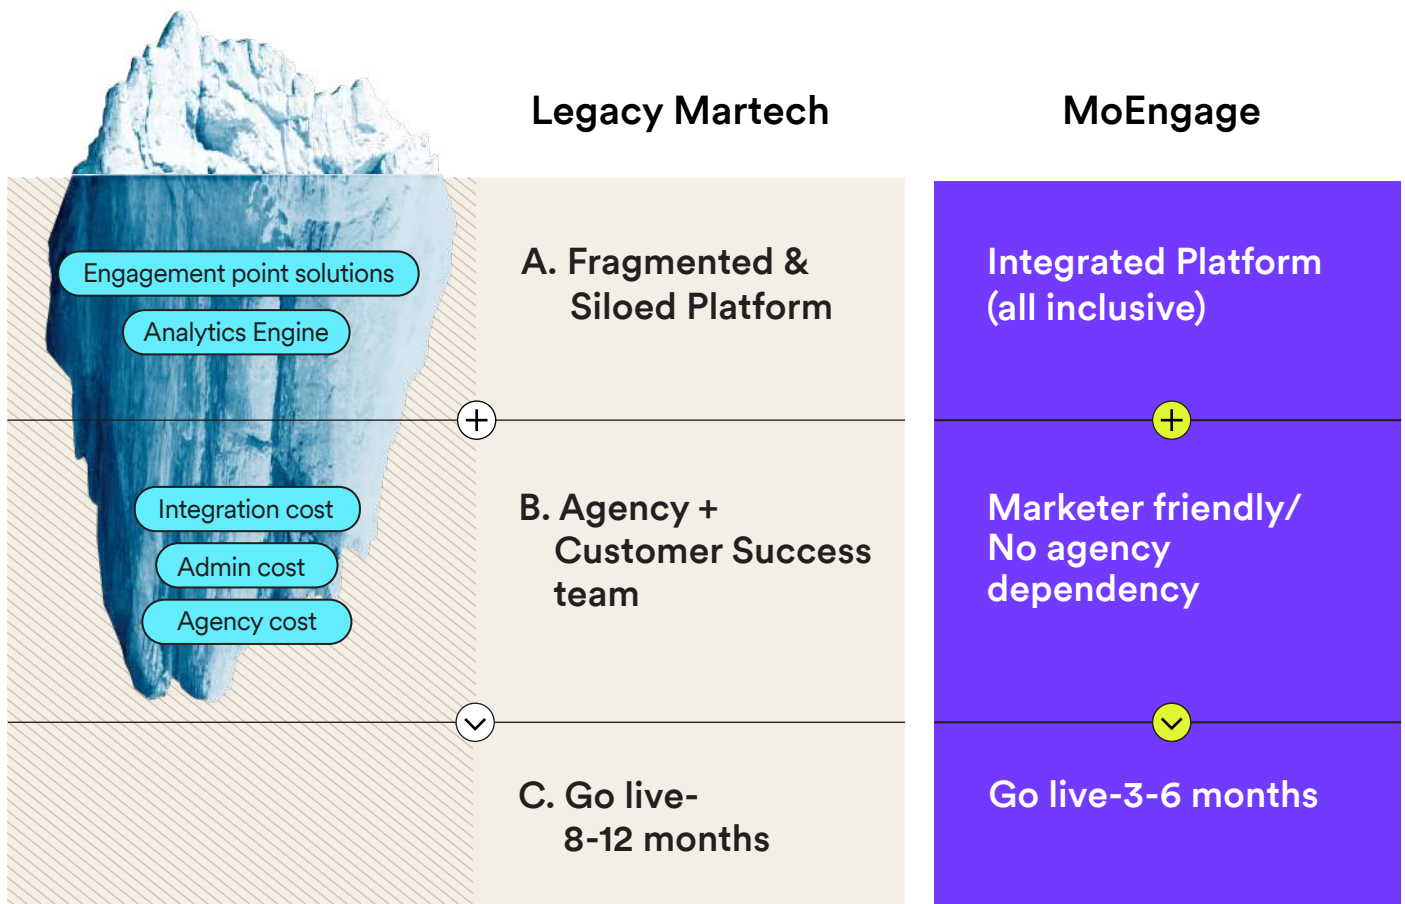 Legacy Martech
MoEngage
Engagement point solutions
Analytics Engine
A. Fragmented &
Siloed Platform
Integrated Platform
(all inclusive)
Integration cost
Admin cost
Agency cost
B. Agency +
Customer Success
team
Marketer friendly/
No agency
dependency
C. Go live-
8-12 months
Go live-3-6 months